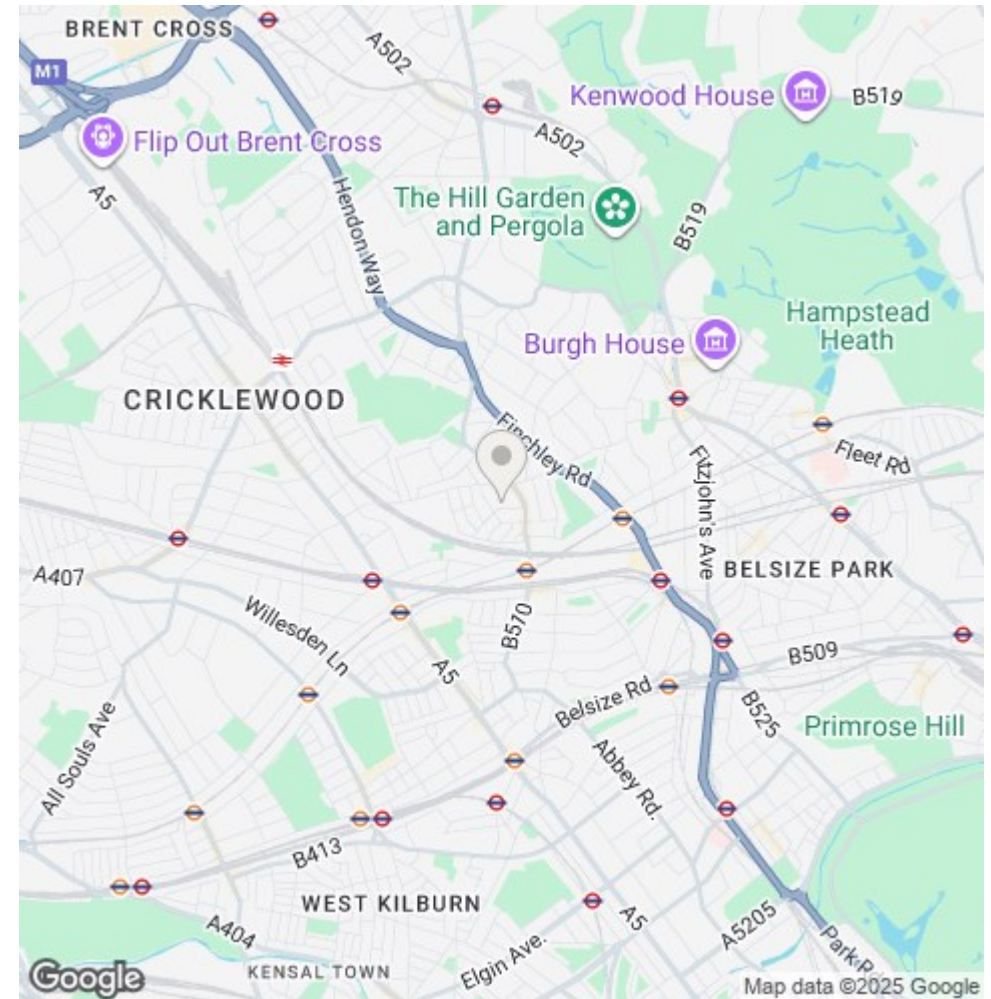 BRENT CROSS
M1
A502
Kenwood House
B519
Flip Out Brent Cross
A502
A5
The Hill Garden
and Pergola
B519
Hendon Way
Hampstead
Heath
Burgh House
CRICKLEWOOD
Finchley Rd
Fleet Rd
Fitzjohn's Ave
A407
BELSIZE PARK
Willesden Ln
B510
B509
A5
Belsize Rd
B525
Primrose Hill
All Souls Ave
Abbey Rd.
B413
WEST KILBURN
A404
A5
A5205
Elgin Ave.
Park Rd
KENSAL TOWN
Google
Map data ©2025 Google